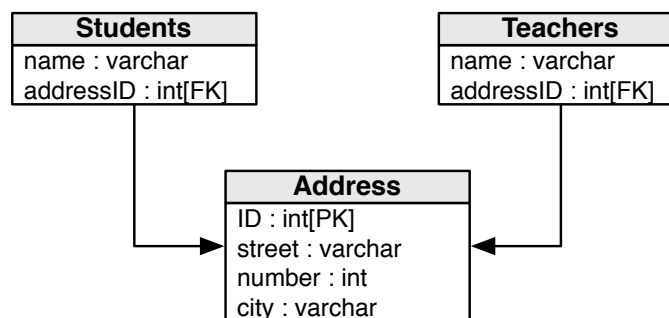 Students
name : varchar
addressID : int[FK]
Teachers
name : varchar
addressID : int[FK]
Address
ID : int[PK]
street : varchar
number : int
city : varchar